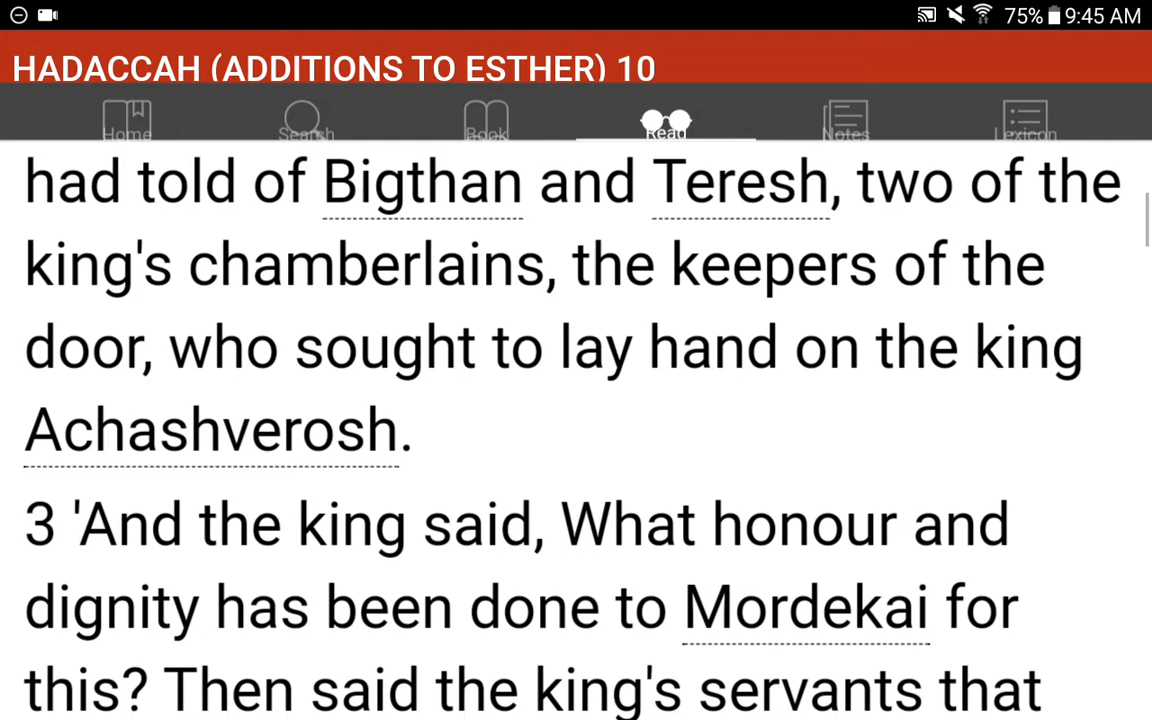 75% 9:45 AM
HADACCAH (ADDITIONS TO ESTHER) 10
Home Search Book Read Notes Lexicon
had told of Bigthan and Teresh, two of the
king's chamberlains, the keepers of the
door, who sought to lay hand on the king
Achashverosh.
3 'And the king said, What honour and
dignity has been done to Mordekai for
this? Then said the king's servants that